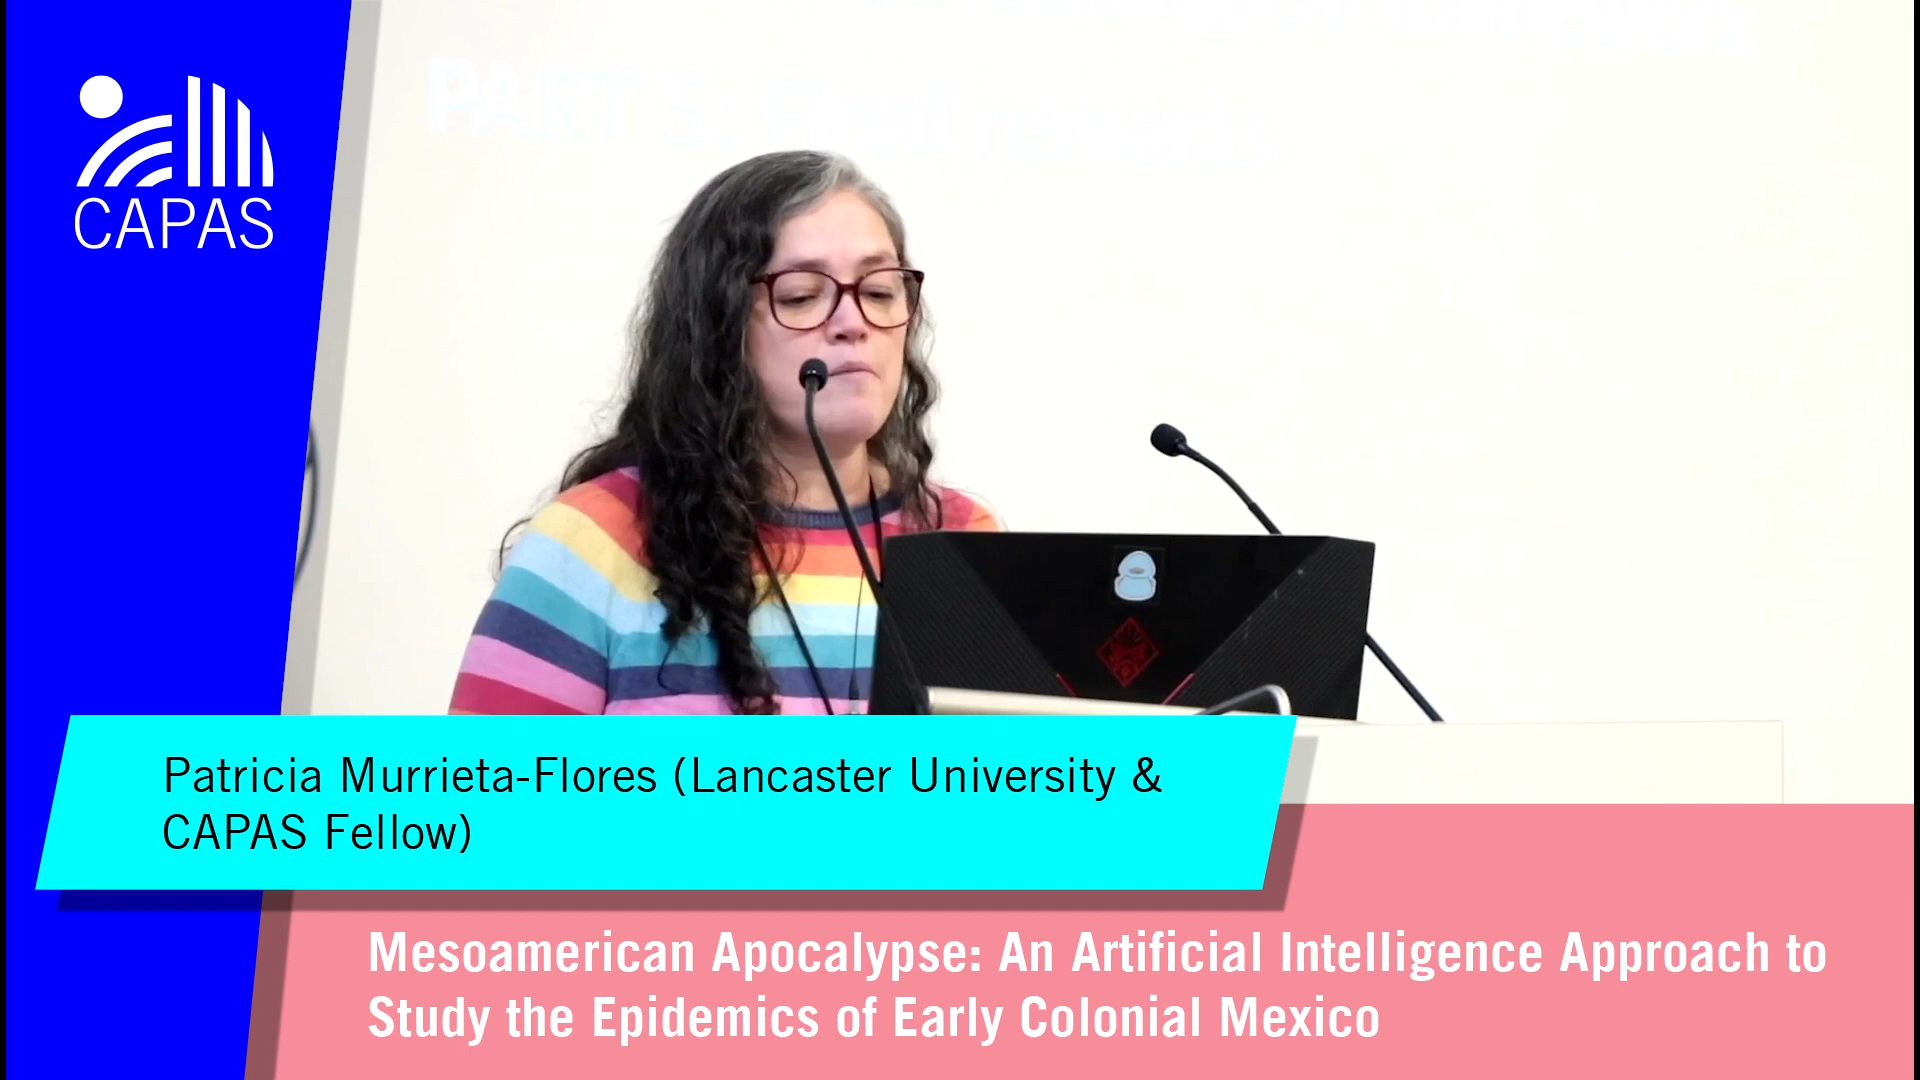 CAPAS
PART
Patricia Murrieta-Flores (Lancaster University &
CAPAS Fellow)
Mesoamerican Apocalypse: An Artificial Intelligence Approach to
Study the Epidemics of Early Colonial Mexico